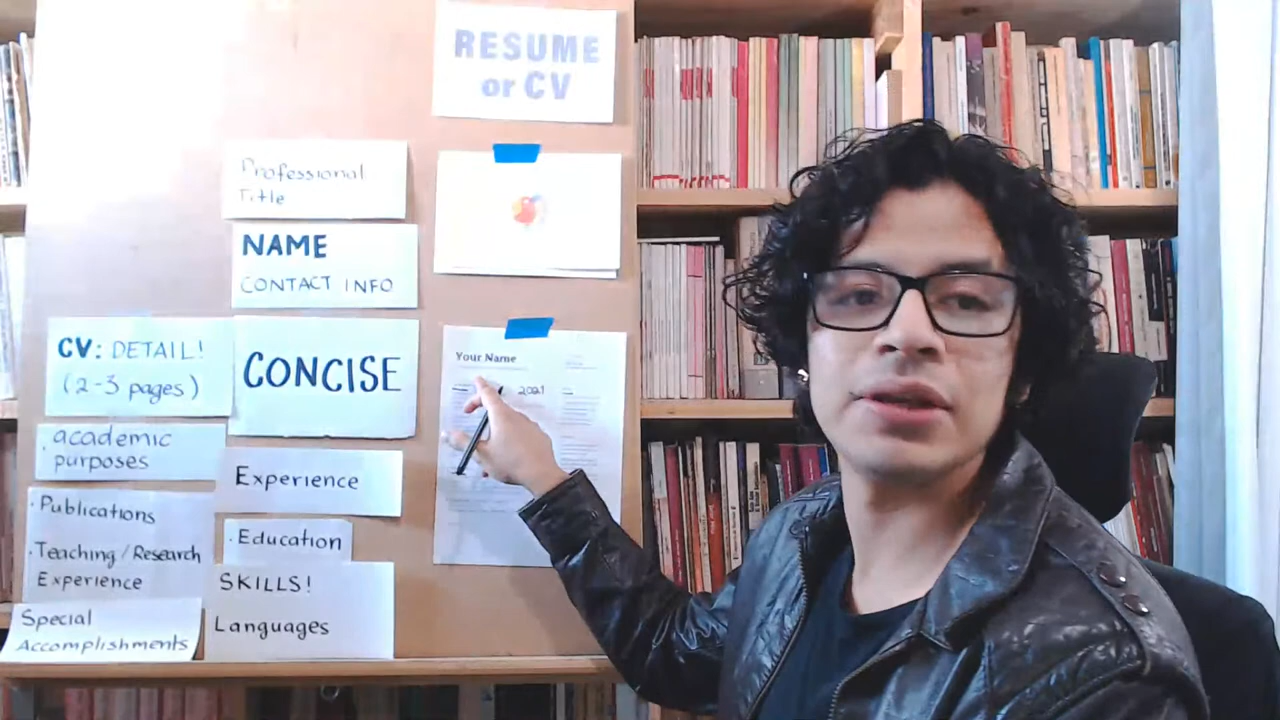 RESUME
or CV
Professional
Title
NAME
CONTACT INFO
CV: DETAIL!
(2-3 pages)
CONCISE
· academic
purposes
· Publications
· Teaching/Research
Experience
Special
Accomplishments
Experience
· Education
SKILLS!
Languages
Your Name
2021